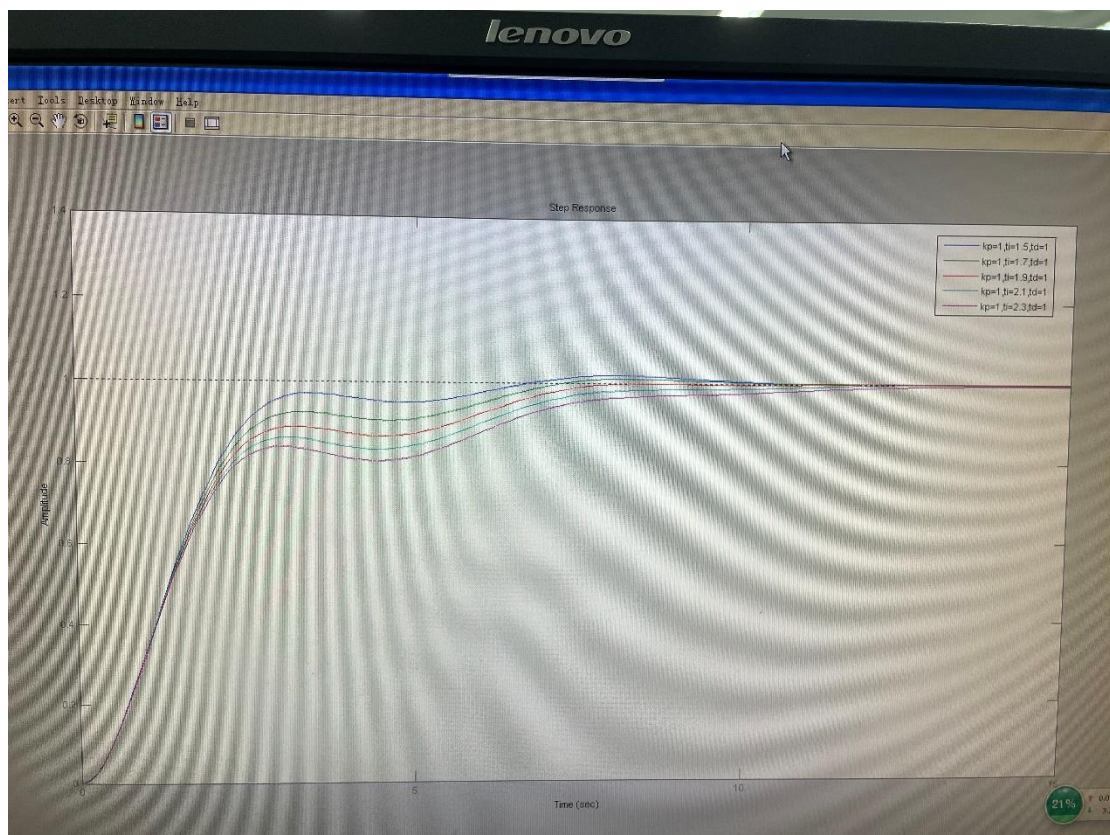 lenovo
Tools Desktop Window Help
Step Response
1.4
kp=1,ti=1.5,td=1
kp=1,ti=1.7,td=1
kp=1,ti=1.9,td=1
kp=1,ti=2.1,td=1
kp=1,ti=2.3,td=1
1.2
1
0.8
Amplitude
0.6
0.4
0.2
0
0
5
10
Time (sec)
21%